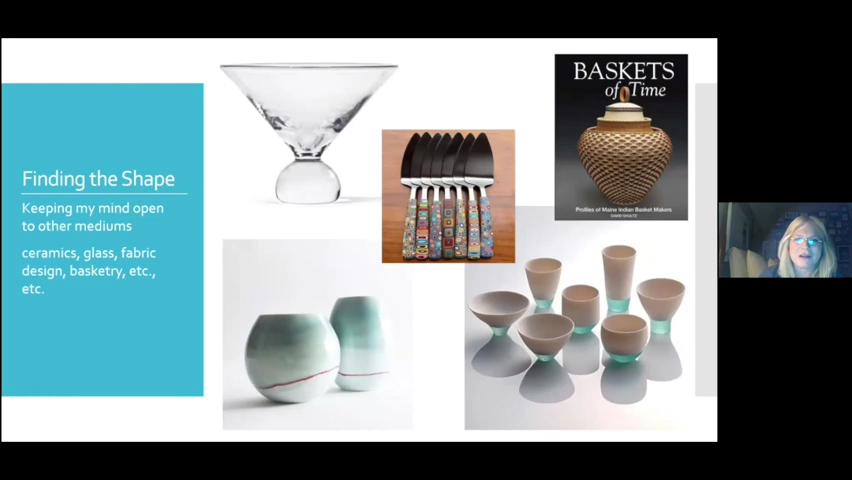 Finding the Shape
Keeping my mind open
to other mediums
ceramics, glass, fabric
design, basketry, etc.,
etc.
BASKETS
of Time
Profiles of Maine Indian Basket Makers